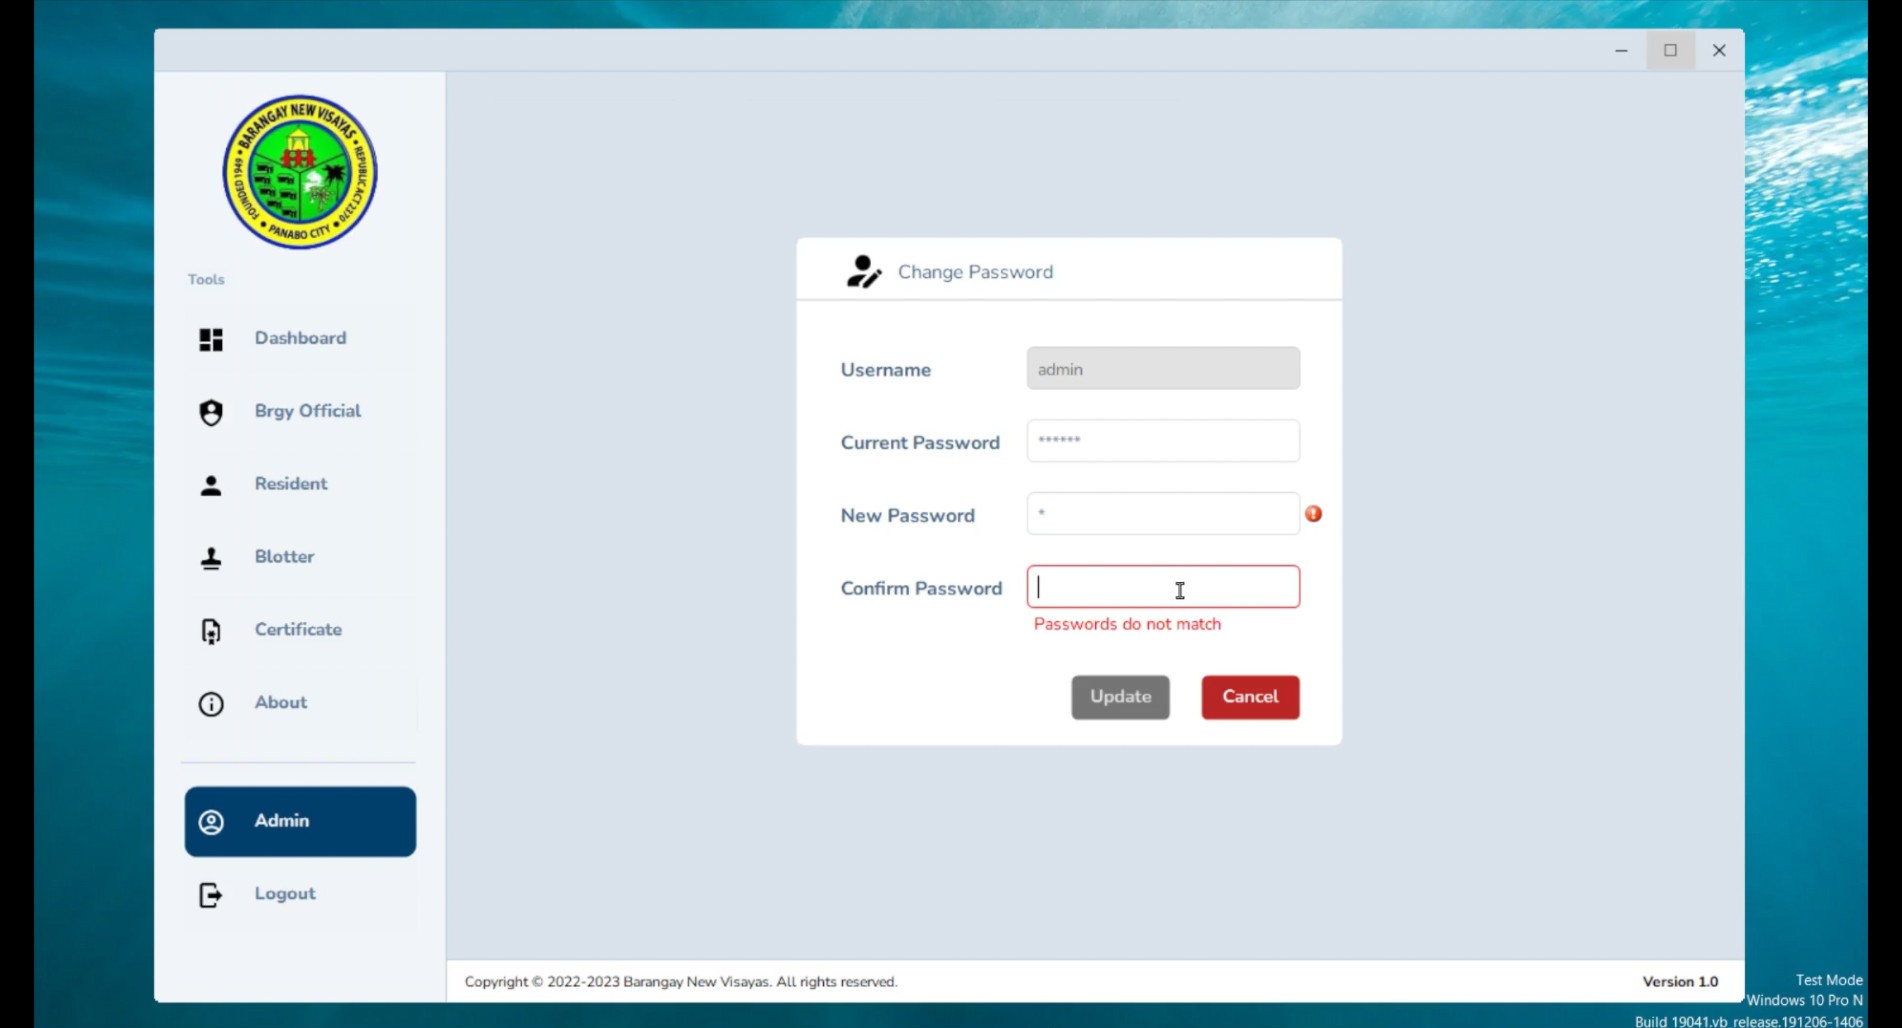 BARANGAY NEW VISAYAS • REPUBLIC ACT 2370 • PANABO CITY • FOUNDED 1949 •
Tools
Dashboard
Brgy Official
Resident
Blotter
Certificate
About
Admin
Logout
Change Password
Username
admin
Current Password
******
New Password
*
Confirm Password
Passwords do not match
Update
Cancel
Copyright © 2022-2023 Barangay New Visayas. All rights reserved.
Version 1.0
Test Mode
Windows 10 Pro N
Build 19041.vb_release.191206-1406